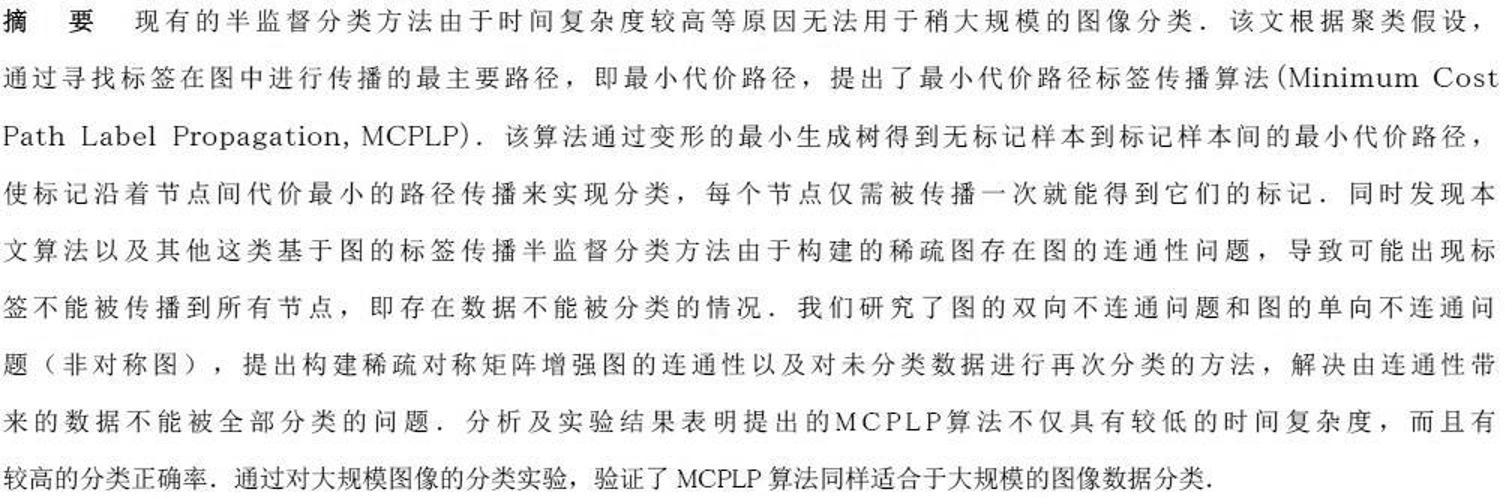 摘 要 现有的半监督分类方法由于时间复杂度较高等原因无法用于稍大规模的图像分类．该文根据聚类假设，
通过寻找标签在图中进行传播的最主要路径，即最小代价路径，提出了最小代价路径标签传播算法(Minimum Cost
Path Label Propagation, MCPLP)．该算法通过变形的最小生成树得到无标记样本到标记样本间的最小代价路径，
使标记沿着节点间代价最小的路径传播来实现分类，每个节点仅需被传播一次就能得到它们的标记．同时发现本
文算法以及其他这类基于图的标签传播半监督分类方法由于构建的稀疏图存在图的连通性问题，导致可能出现标
签不能被传播到所有节点，即存在数据不能被分类的情况．我们研究了图的双向不连通问题和图的单向不连通问
题（非对称图），提出构建稀疏对称矩阵增强图的连通性以及对未分类数据进行再次分类的方法，解决由连通性带
来的数据不能被全部分类的问题．分析及实验结果表明提出的MCPLP算法不仅具有较低的时间复杂度，而且有
较高的分类正确率．通过对大规模图像的分类实验，验证了 MCPLP 算法同样适合于大规模的图像数据分类．